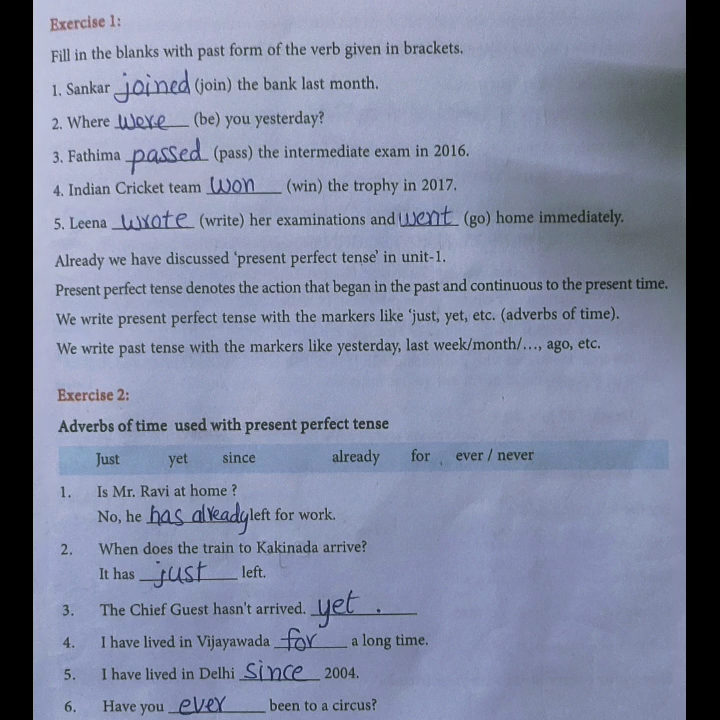 Exercise 1:
Fill in the blanks with past form of the verb given in brackets.
1. Sankar joined (join) the bank last month.
2. Where were (be) you yesterday?
3. Fathima passed (pass) the intermediate exam in 2016.
4. Indian Cricket team won (win) the trophy in 2017.
5. Leena wrote (write) her examinations and went (go) home immediately.
Already we have discussed 'present perfect tense' in unit-1.
Present perfect tense denotes the action that began in the past and continuous to the present time.
We write present perfect tense with the markers like 'just, yet, etc. (adverbs of time).
We write past tense with the markers like yesterday, last week/month/…, ago, etc.
Exercise 2:
Adverbs of time used with present perfect tense
Just yet since already for ever / never
1. Is Mr. Ravi at home ?
No, he has already left for work.
2. When does the train to Kakinada arrive?
It has just left.
3. The Chief Guest hasn't arrived. yet .
4. I have lived in Vijayawada for a long time.
5. I have lived in Delhi since 2004.
6. Have you ever been to a circus?